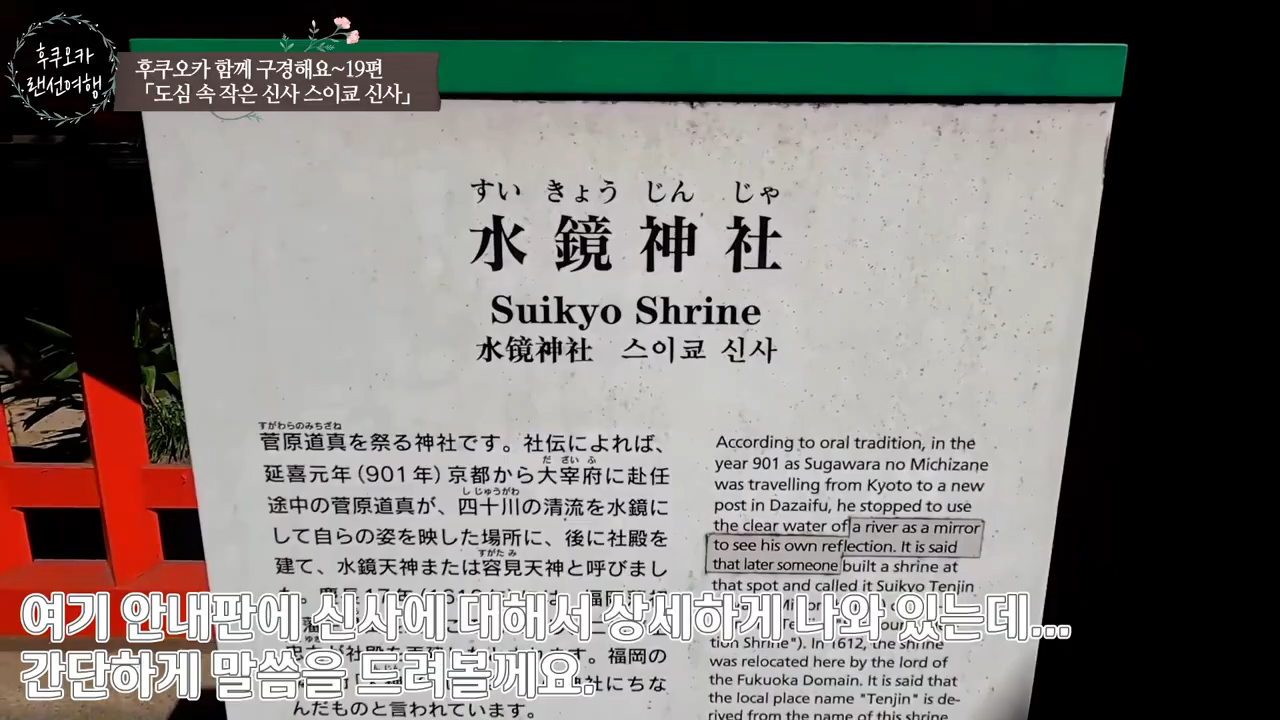 후쿠오카
랜선여행
후쿠오카 함께 구경해요~19편
「도심 속 작은 신사 스이쿄 신사」
すい きょう じん じゃ
水鏡神社
Suikyo Shrine
水镜神社 스이쿄 신사
すがわらのみちざね
菅原道真を祭る神社です。社伝によれば、
だ ざい ふ
延喜元年(901年)京都から大宰府に赴任
しじゅうがわ
途中の菅原道真が、四十川の清流を水鏡に
して自らの姿を映した場所に、後に社殿を
すがたみ
建て、水鏡天神または容見天神と呼びまし
福岡の
社にちな
んだものと言われています。
According to oral tradition, in the
year 901 as Sugawara no Michizane
was travelling from Kyoto to a new
post in Dazaifu, he stopped to use
the clear water of a river as a mirror
to see his own reflection. It is said
that later someone built a shrine at
that spot and called it Suikyo Tenjin
tion Shrine"). In 1612, the shrine
was relocated here by the lord of
the Fukuoka Domain. It is said that
the local place name "Tenjin" is de-
rived from the name of this shrine
여기 안내판에 신사에 대해서 상세하게 나와 있는데...
간단하게 말씀을 드려볼께요.